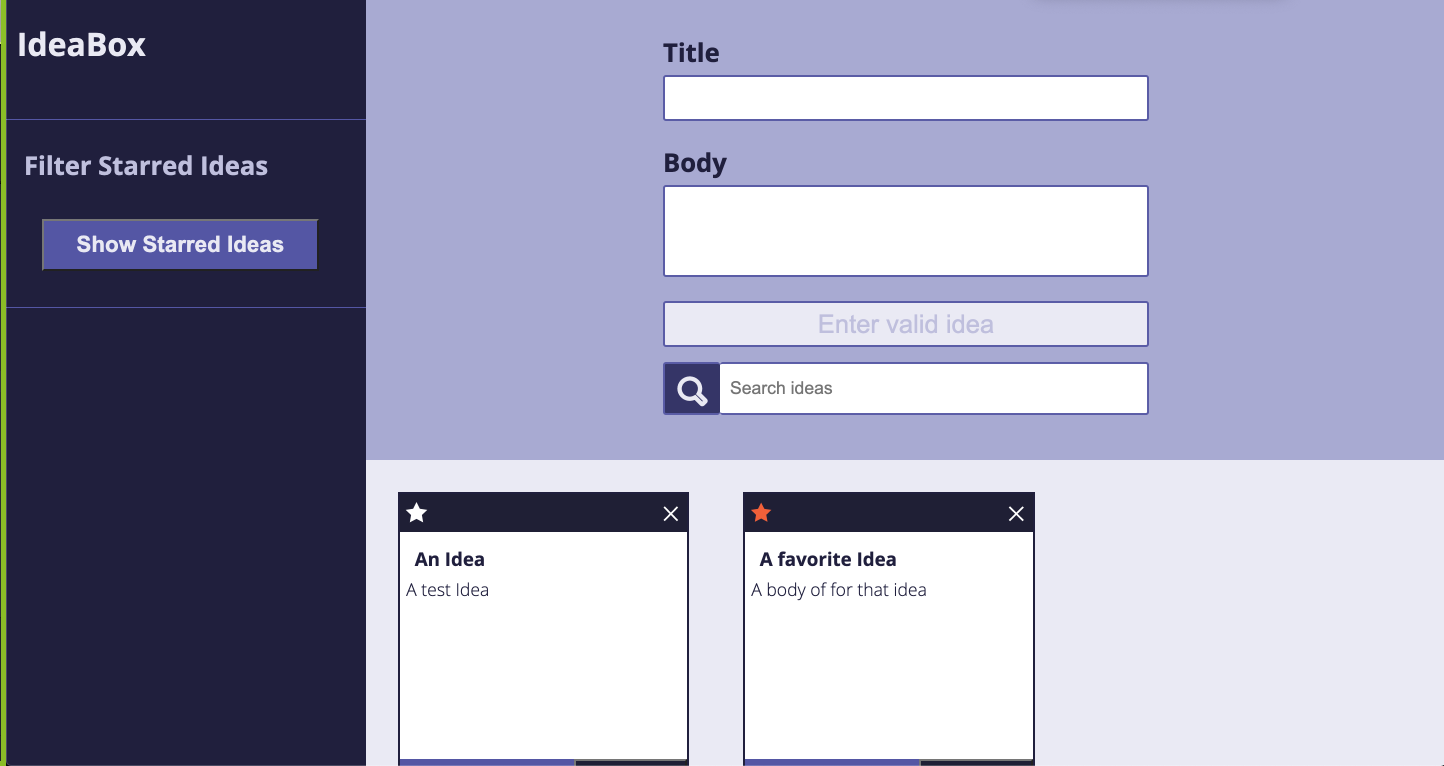 IdeaBox
Filter Starred Ideas
Show Starred Ideas
Title
Body
Enter valid idea
Search ideas
An Idea
A test Idea
A favorite Idea
A body of for that idea